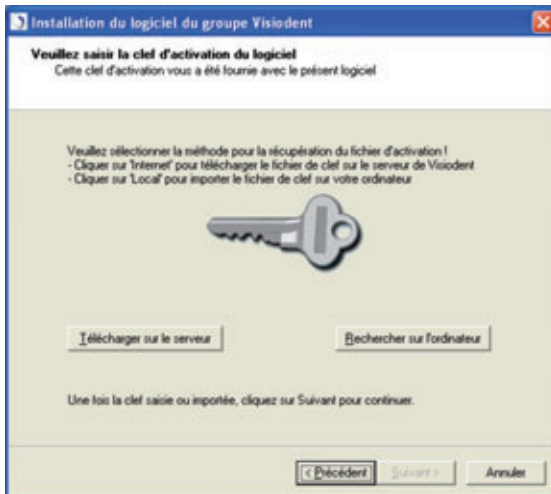 Installation du logiciel du groupe Visiodent
Veuillez saisir la clef d'activation du logiciel
Cette clef d'activation vous a été fournie avec le présent logiciel
Veuillez sélectionner la méthode pour la récupération du fichier d'activation !
- Cliquer sur 'Internet' pour télécharger le fichier de clef sur le serveur de Visiodent
- Cliquer sur 'Local' pour importer le fichier de clef sur votre ordinateur
Télécharger sur le serveur
Rechercher sur l'ordinateur
Une fois la clef saisie ou importée, cliquez sur Suivant pour continuer.
< Précédent
Suivant >
Annuler